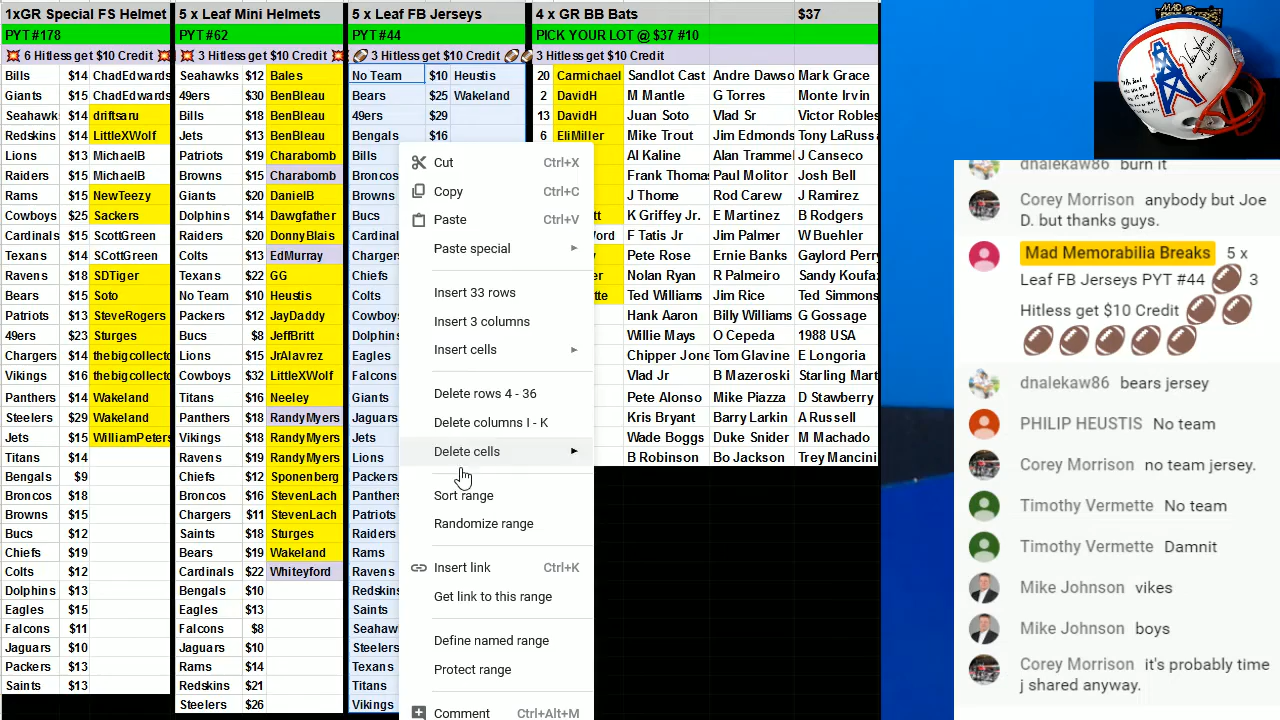 1xGR Special FS Helmet
PYT #178
6 Hitless get $10 Credit
Bills $14 ChadEdwards
Giants $15 ChadEdwards
Seahawk $14 driftsaru
Redskins $14 LittleXWolf
Lions $13 MichaelB
Raiders $15 MichaelB
Rams $15 NewTeezy
Cowboys $25 Sackers
Cardinals $15 ScottGreen
Texans $14 SCottGreen
Ravens $18 SDTiger
Bears $15 Soto
Patriots $13 SteveRogers
49ers $23 Sturges
Chargers $14 thebigcollecto
Vikings $16 thebigcollecto
Panthers $14 Wakeland
Steelers $29 Wakeland
Jets $15 WilliamPeters
Titans $14
Bengals $9
Broncos $18
Browns $15
Bucs $12
Chiefs $19
Colts $12
Dolphins $13
Eagles $15
Falcons $11
Jaguars $10
Packers $13
Saints $13
5 x Leaf Mini Helmets
PYT #62
3 Hitless get $10 Credit
Seahawks $12 Bales
49ers $30 BenBleau
Bills $18 BenBleau
Jets $13 BenBleau
Patriots $19 Charabomb
Browns $15 Charabomb
Giants $20 DanielB
Dolphins $14 Dawgfather
Raiders $20 DonnyBlais
Colts $13 EdMurray
Texans $22 GG
No Team $10 Heustis
Packers $12 JayDaddy
Bucs $8 JeffBritt
Lions $15 JrAlavrez
Cowboys $32 LittleXWolf
Titans $16 Neeley
Panthers $18 RandyMyers
Vikings $18 RandyMyers
Ravens $19 RandyMyers
Chiefs $12 Sponenberg
Broncos $16 StevenLach
Chargers $11 StevenLach
Saints $18 Sturges
Bears $19 Wakeland
Cardinals $22 Whiteyford
Bengals $10
Eagles $13
Falcons $8
Jaguars $10
Rams $14
Redskins $21
Steelers $26
5 x Leaf FB Jerseys
PYT #44
3 Hitless get $10 Credit
No Team $10 Heustis
Bears $25 Wakeland
49ers $29
Bengals $16
Bills
Broncos
Browns
Bucs
Cardinal
Chargers
Chiefs
Colts
Cowboy
Dolphins
Eagles
Falcons
Giants
Jaguars
Jets
Lions
Packers
Panthers
Patriots
Raiders
Rams
Ravens
Redskins
Saints
Seahaw
Steelers
Texans
Titans
Vikings
Cut Ctrl+X
Copy Ctrl+C
Paste Ctrl+V
Paste special
Insert 33 rows
Insert 3 columns
Insert cells
Delete rows 4 - 36
Delete columns I - K
Delete cells
Sort range
Randomize range
Insert link Ctrl+K
Get link to this range
Define named range
Protect range
Comment Ctrl+Alt+M
4 x GR BB Bats $37
PICK YOUR LOT @ $37 #10
3 Hitless get $10 Credit
20 Carmichael Sandlot Cast Andre Dawso Mark Grace
2 DavidH M Mantle G Torres Monte Irvin
13 DavidH Juan Soto Vlad Sr Victor Robles
6 EliMiller Mike Trout Jim Edmonds Tony LaRuss
Al Kaline Alan Trammel J Canseco
Frank Thomas Paul Molitor Josh Bell
J Thome Rod Carew J Ramirez
tt K Griffey Jr. E Martinez B Rodgers
ord F Tatis Jr Jim Palmer W Buehler
Pete Rose Ernie Banks Gaylord Perry
er Nolan Ryan R Palmeiro Sandy Koufa
tte Ted Williams Jim Rice Ted Simmons
Hank Aaron Billy Williams G Gossage
Willie Mays O Cepeda 1988 USA
Chipper Jone Tom Glavine E Longoria
Vlad Jr B Mazeroski Starling Mart
Pete Alonso Mike Piazza D Stawberry
Kris Bryant Barry Larkin A Russell
Wade Boggs Duke Snider M Machado
B Robinson Bo Jackson Trey Mancini
dnalekaw86 burn it
Corey Morrison anybody but Joe
D. but thanks guys.
Mad Memorabilia Breaks 5 x
Leaf FB Jerseys PYT #44 3
Hitless get $10 Credit
dnalekaw86 bears jersey
PHILIP HEUSTIS No team
Corey Morrison no team jersey.
Timothy Vermette No team
Timothy Vermette Damnit
Mike Johnson vikes
Mike Johnson boys
Corey Morrison it's probably time
j shared anyway.